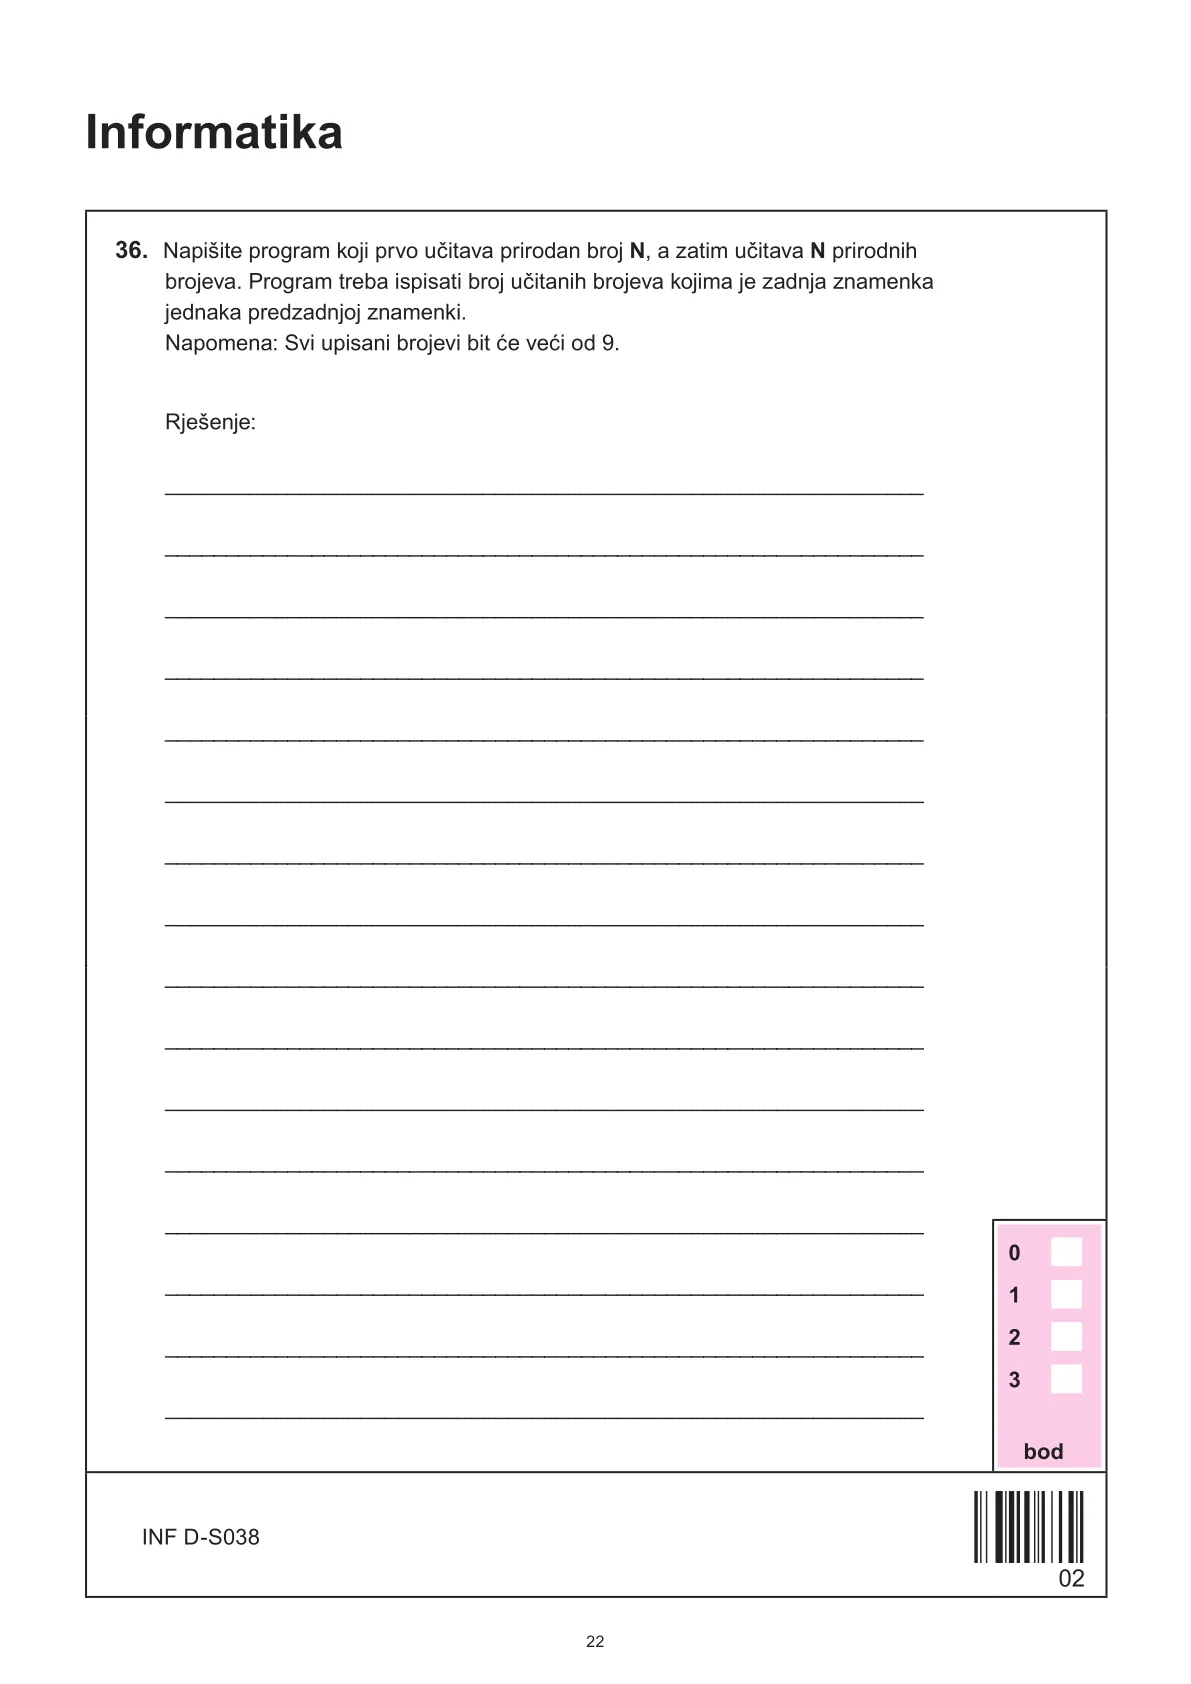 Informatika
36. Napišite program koji prvo učitava prirodan broj N, a zatim učitava N prirodnih
brojeva. Program treba ispisati broj učitanih brojeva kojima je zadnja znamenka
jednaka predzadnjoj znamenki.
Napomena: Svi upisani brojevi bit će veći od 9.
Rješenje:
0
1
2
3
bod
INF D-S038
02
22